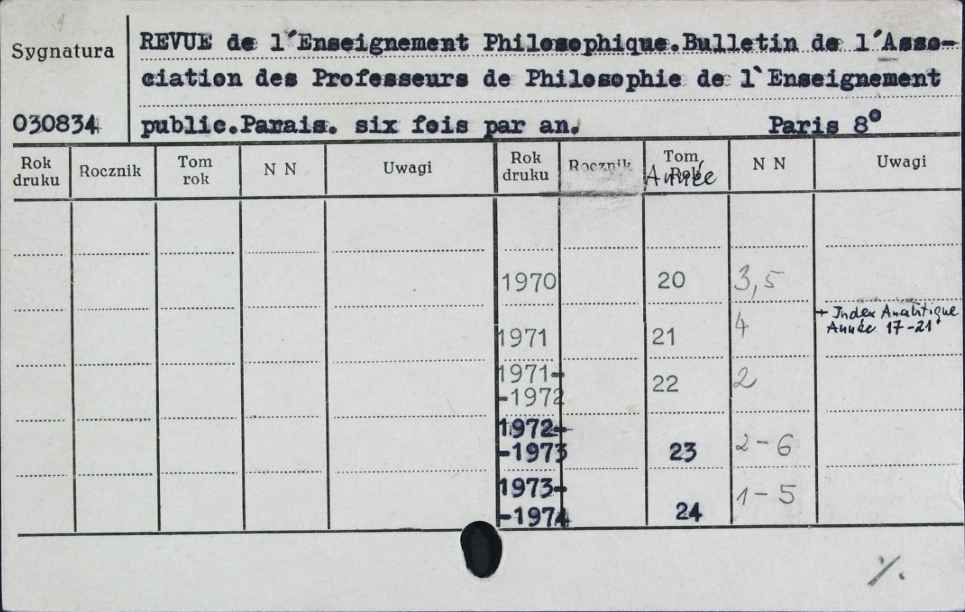 Sygnatura
030834
REVUE de l'Enseignement Philosophique.Bulletin de l'Asso-
ciation des Professeurs de Philosophie de l`Enseignement
public.Parais. six fois par an. Paris 8°
Rok druku Rocznik Tom rok N N Uwagi Rok druku Rocznik Tom Rok Année N N Uwagi
1970 20 3,5
1971 21 4 + Index Analitique
Année 17-21
1971-
-1972 22 2
1972-
-1973 23 2-6
1973-
-1974 24 1-5
%.